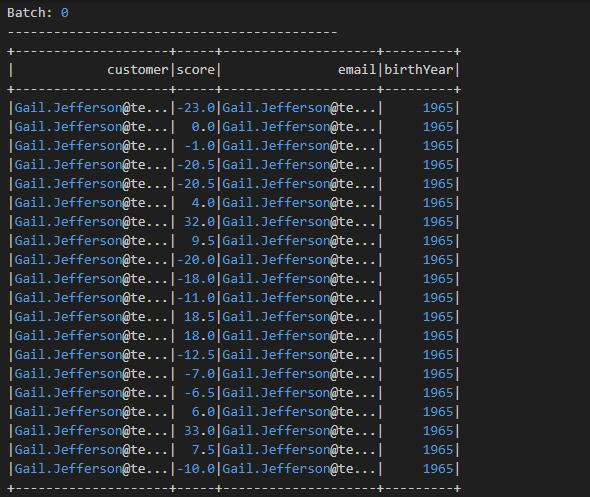 Batch: 0
-----------------------------------------
+--------------------+-----+--------------------+---------+
|            customer|score|               email|birthYear|
+--------------------+-----+--------------------+---------+
|Gail.Jefferson@te...|-23.0|Gail.Jefferson@te...|     1965|
|Gail.Jefferson@te...|  0.0|Gail.Jefferson@te...|     1965|
|Gail.Jefferson@te...| -1.0|Gail.Jefferson@te...|     1965|
|Gail.Jefferson@te...|-20.5|Gail.Jefferson@te...|     1965|
|Gail.Jefferson@te...|-20.5|Gail.Jefferson@te...|     1965|
|Gail.Jefferson@te...|  4.0|Gail.Jefferson@te...|     1965|
|Gail.Jefferson@te...| 32.0|Gail.Jefferson@te...|     1965|
|Gail.Jefferson@te...|  9.5|Gail.Jefferson@te...|     1965|
|Gail.Jefferson@te...|-20.0|Gail.Jefferson@te...|     1965|
|Gail.Jefferson@te...|-18.0|Gail.Jefferson@te...|     1965|
|Gail.Jefferson@te...|-11.0|Gail.Jefferson@te...|     1965|
|Gail.Jefferson@te...| 18.5|Gail.Jefferson@te...|     1965|
|Gail.Jefferson@te...| 18.0|Gail.Jefferson@te...|     1965|
|Gail.Jefferson@te...|-12.5|Gail.Jefferson@te...|     1965|
|Gail.Jefferson@te...| -7.0|Gail.Jefferson@te...|     1965|
|Gail.Jefferson@te...| -6.5|Gail.Jefferson@te...|     1965|
|Gail.Jefferson@te...|  6.0|Gail.Jefferson@te...|     1965|
|Gail.Jefferson@te...| 33.0|Gail.Jefferson@te...|     1965|
|Gail.Jefferson@te...|  7.5|Gail.Jefferson@te...|     1965|
|Gail.Jefferson@te...|-10.0|Gail.Jefferson@te...|     1965|
+--------------------+-----+--------------------+---------+